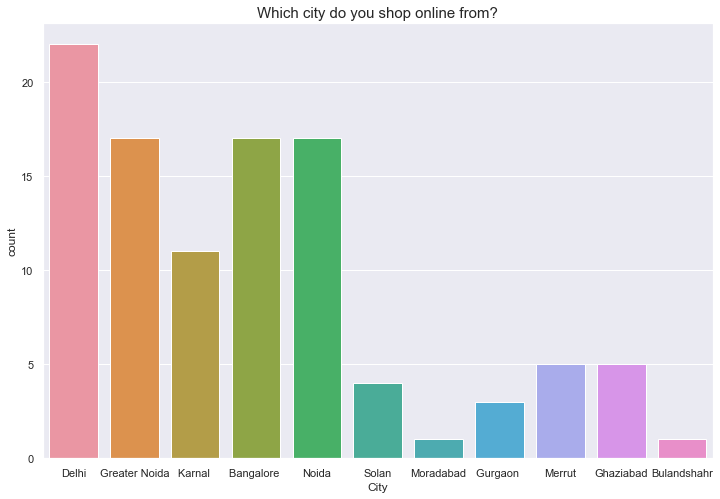 Which city do you shop online from?
count
20
15
10
5
0
Delhi Greater Noida Karnal Bangalore Noida Solan Moradabad Gurgaon Merrut Ghaziabad Bulandshahr
City